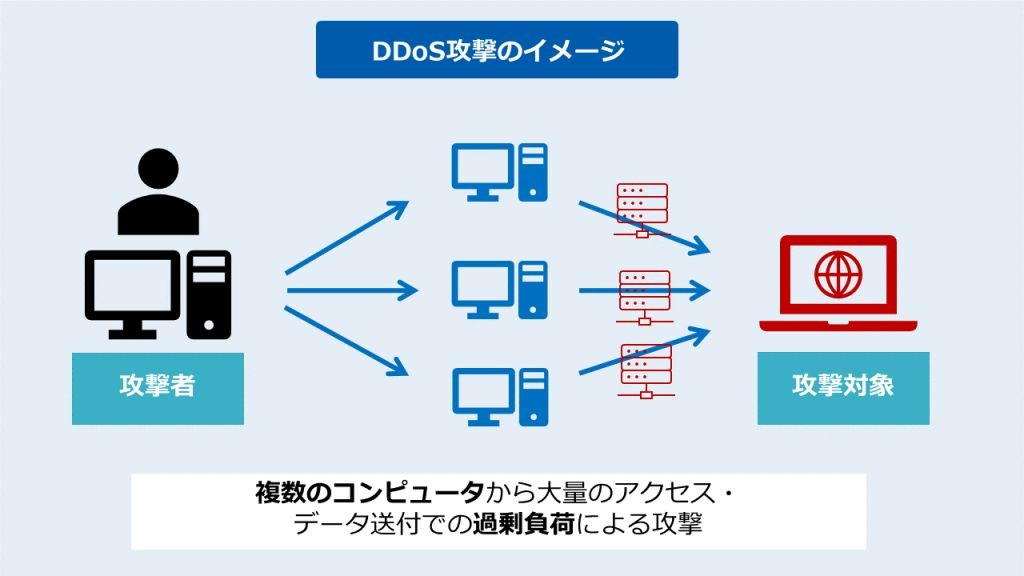 DDoS攻撃のイメージ
攻撃者
攻撃対象
複数のコンピュータから大量のアクセス・
データ送付での過剰負荷による攻撃